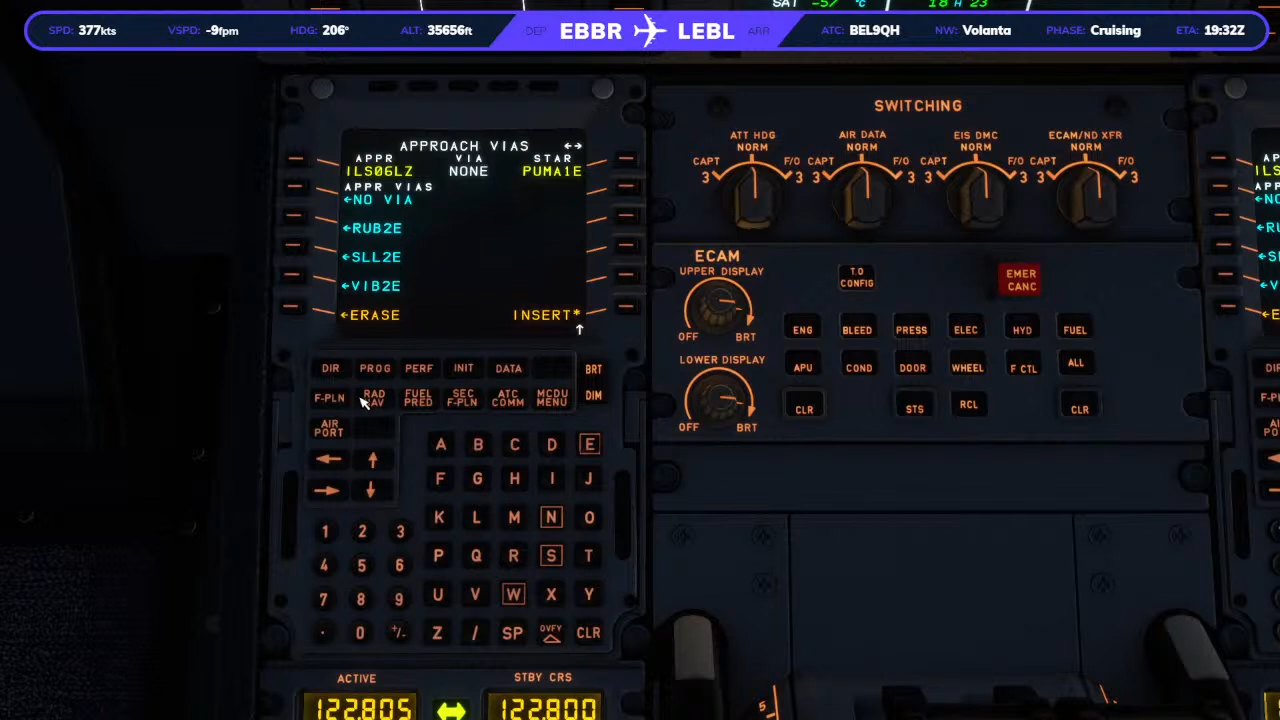 SAT -57 °C 18 H 23
SPD: 377kts VSPD: -9fpm HDG: 206° ALT: 35656ft DEP EBBR LEBL ARR ATC: BEL9QH NW: Volanta PHASE: Cruising ETA: 19:32Z
APPROACH VIAS ↔
APPR VIA STAR
ILS06LZ NONE PUMA1E
APPR VIAS
←NO VIA
←RUB2E
←SLL2E
←VIB2E
←ERASE INSERT*
↑
SWITCHING
ATT HDG AIR DATA EIS DMC ECAM/ND XFR
NORM NORM NORM NORM
CAPT F/O CAPT F/O CAPT F/O CAPT F/O
3 3 3 3 3 3 3 3
ECAM
UPPER DISPLAY
OFF BRT
LOWER DISPLAY
OFF BRT
T.O
CONFIG
EMER
CANC
ENG BLEED PRESS ELEC HYD FUEL
APU COND DOOR WHEEL F CTL ALL
CLR STS RCL CLR
DIR PROG PERF INIT DATA BRT
F-PLN RAD NAV FUEL PRED SEC F-PLN ATC COMM MCDU MENU DIM
AIR
PORT
← ↑
→ ↓
A B C D E
F G H I J
K L M N O
P Q R S T
U V W X Y
Z / SP OVFY CLR
1 2 3
4 5 6
7 8 9
. 0 +/-
ACTIVE STBY CRS
122.805 122.800
5